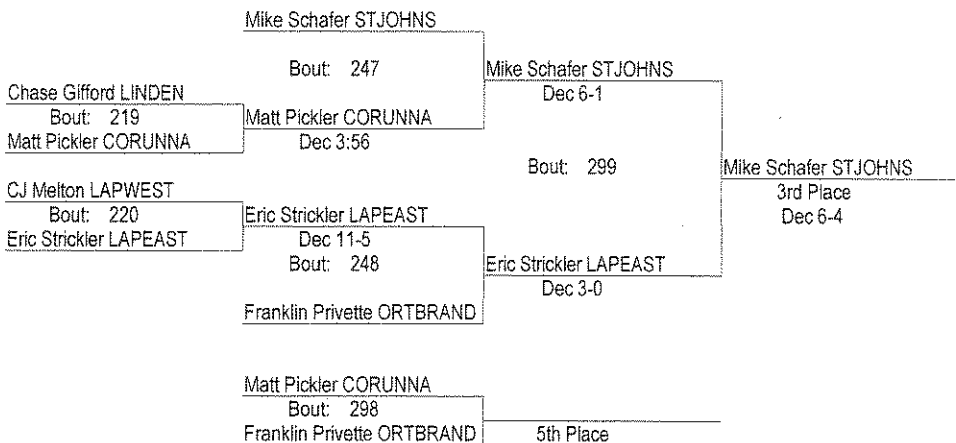 Mike Schafer STJOHNS
Bout: 247
Mike Schafer STJOHNS
Dec 6-1
Chase Gifford LINDEN
Bout: 219
Matt Pickler CORUNNA
Matt Pickler CORUNNA
Dec 3:56
Bout: 299
Mike Schafer STJOHNS
3rd Place
Dec 6-4
CJ Melton LAPWEST
Bout: 220
Eric Strickler LAPEAST
Eric Strickler LAPEAST
Dec 11-5
Bout: 248
Eric Strickler LAPEAST
Dec 3-0
Franklin Privette ORTBRAND
Matt Pickler CORUNNA
Bout: 298
Franklin Privette ORTBRAND
5th Place